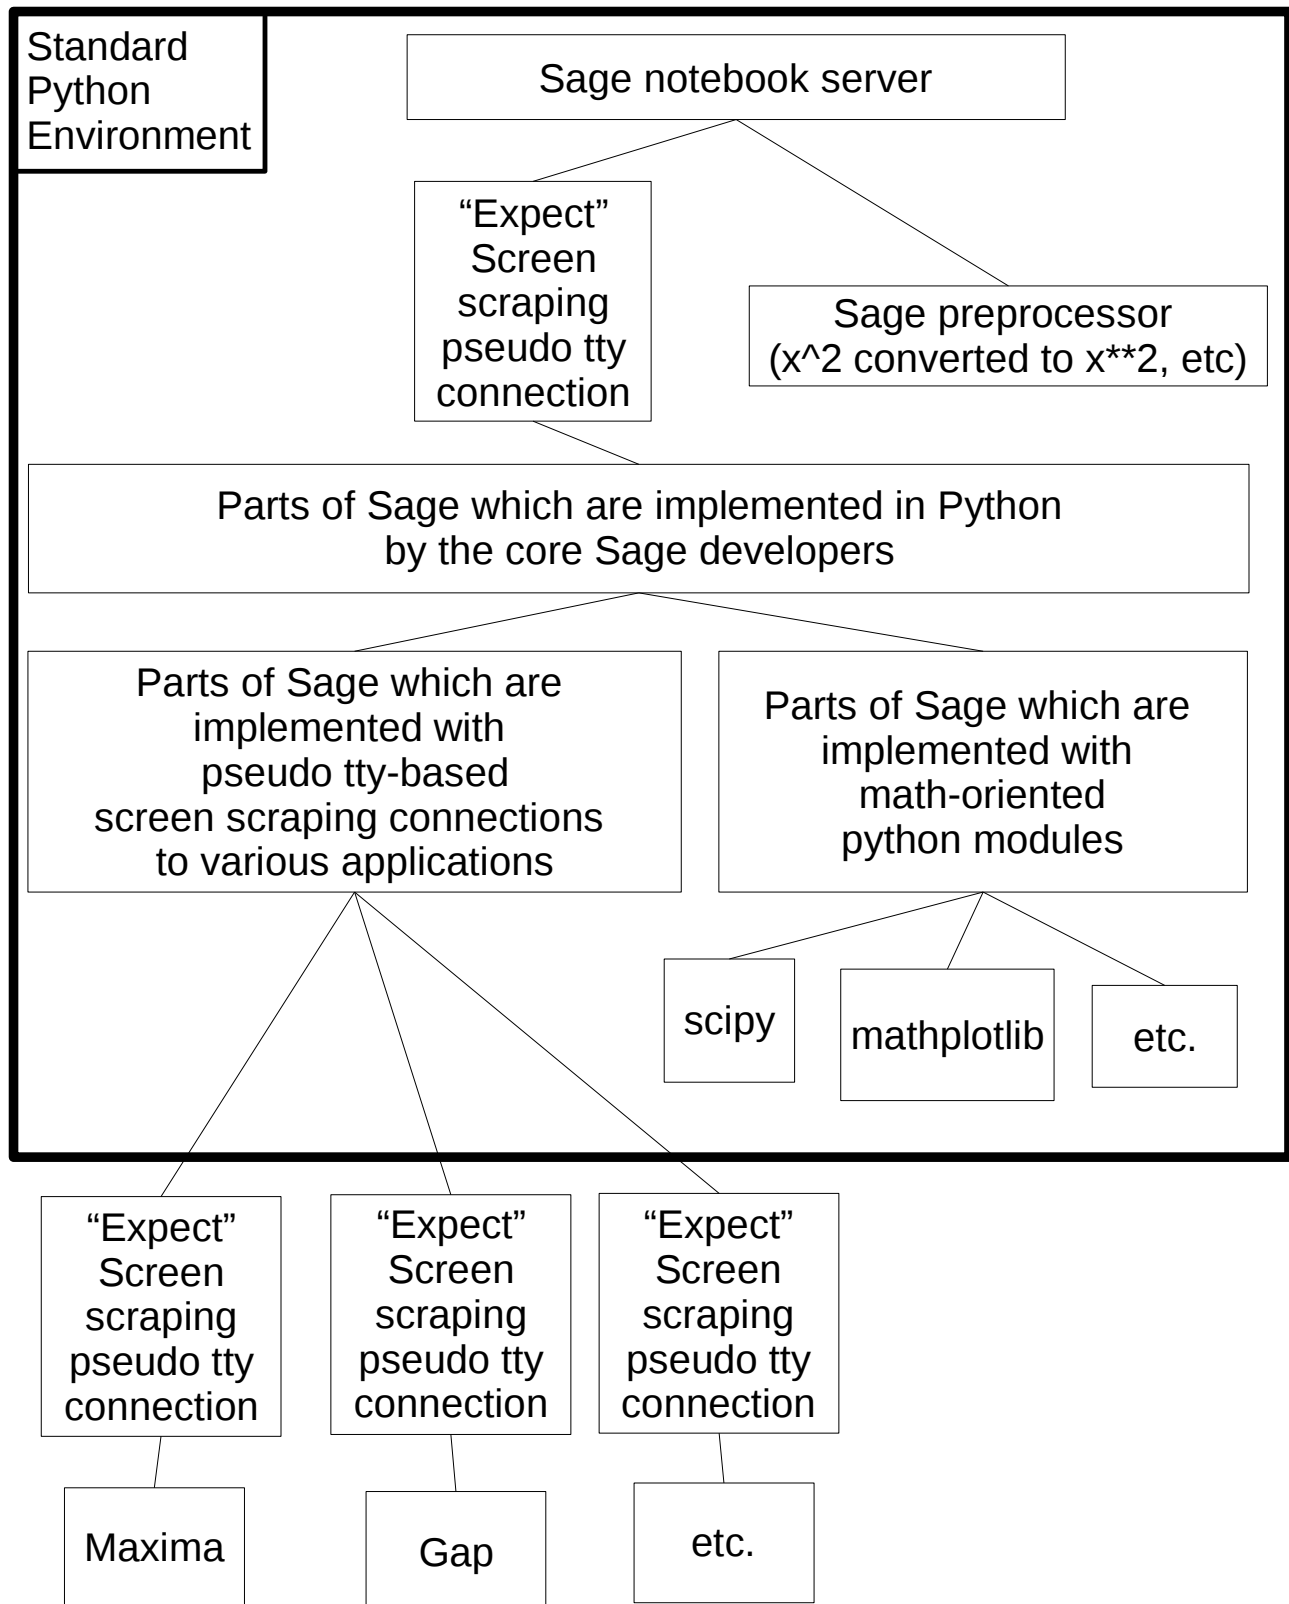 Standard
Python
Environment
Sage notebook server
“Expect”
Screen
scraping
pseudo tty
connection
Sage preprocessor
(x^2 converted to x**2, etc)
Parts of Sage which are implemented in Python
by the core Sage developers
Parts of Sage which are
implemented with
pseudo tty-based
screen scraping connections
to various applications
Parts of Sage which are
implemented with
math-oriented
python modules
scipy
mathplotlib
etc.
“Expect”
Screen
scraping
pseudo tty
connection
“Expect”
Screen
scraping
pseudo tty
connection
“Expect”
Screen
scraping
pseudo tty
connection
Maxima
Gap
etc.